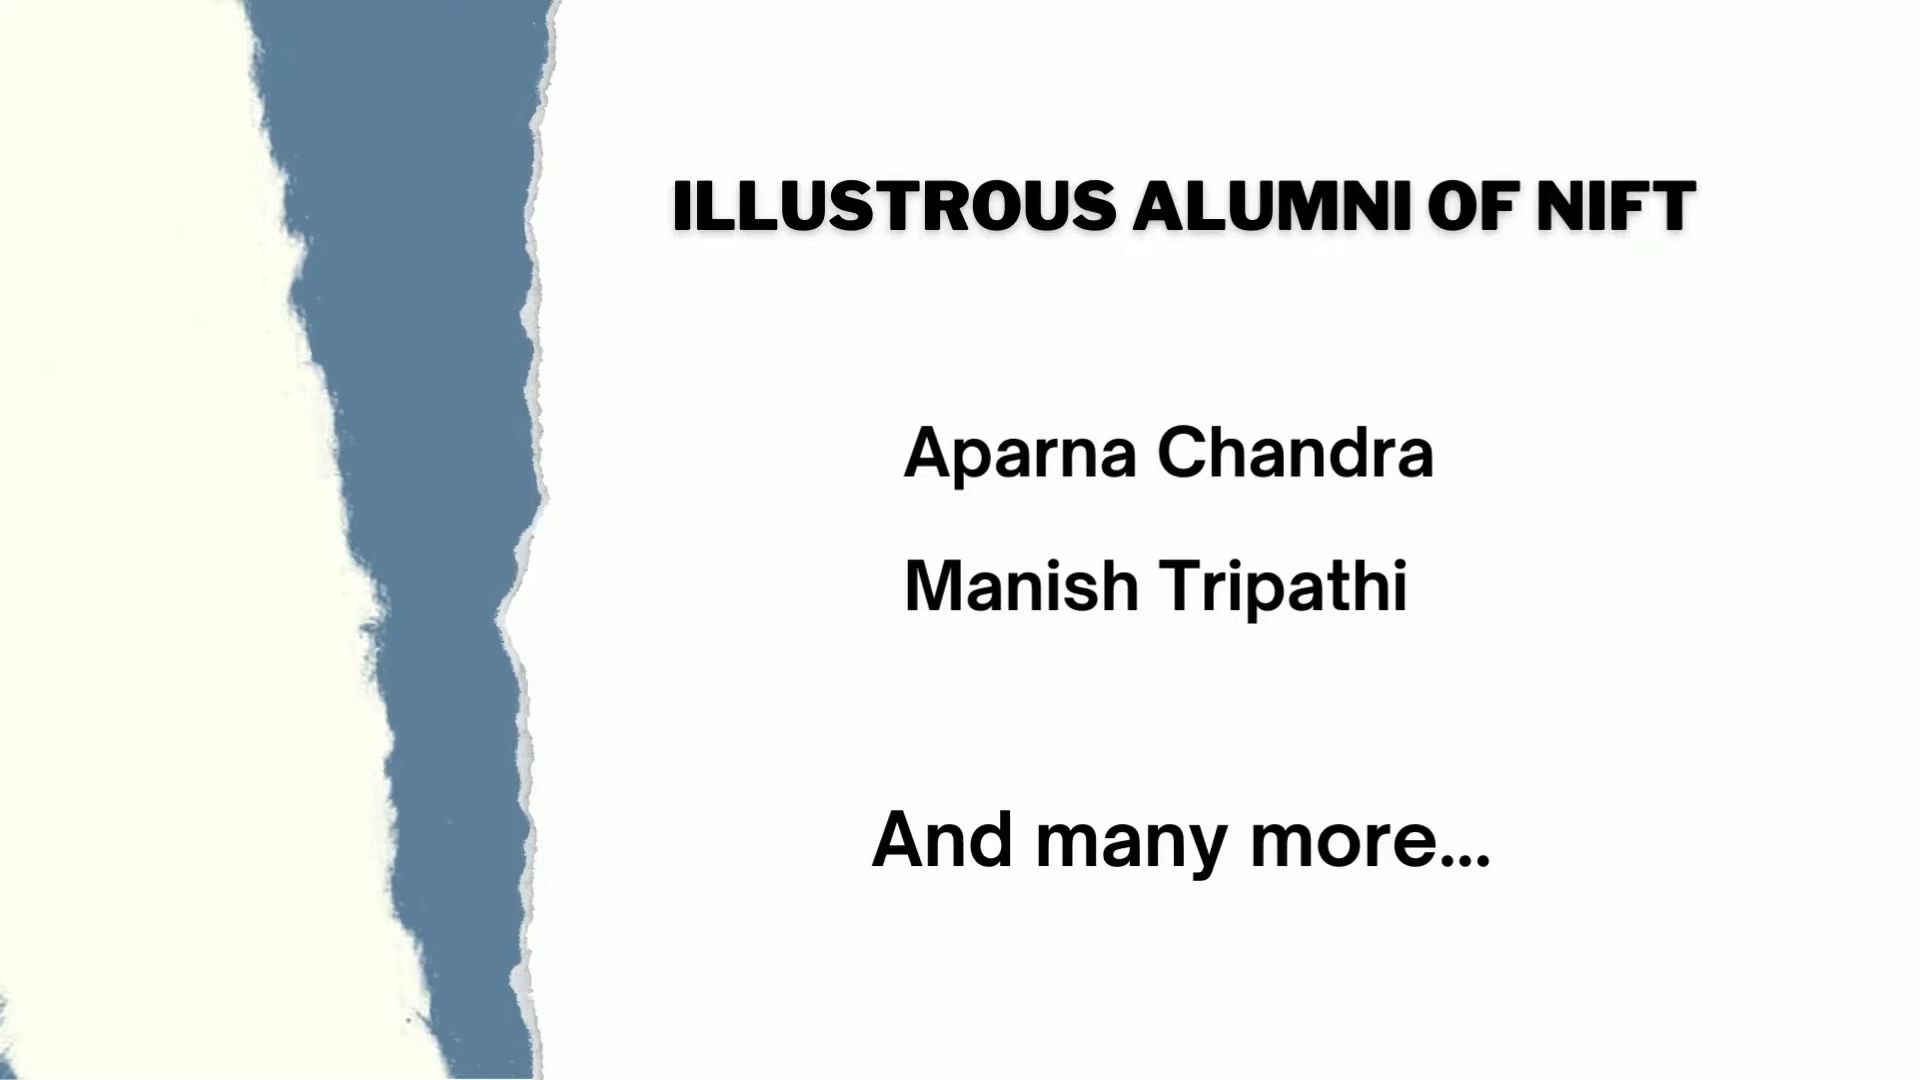 ILLUSTROUS ALUMNI OF NIFT
Aparna Chandra
Manish Tripathi
And many more...